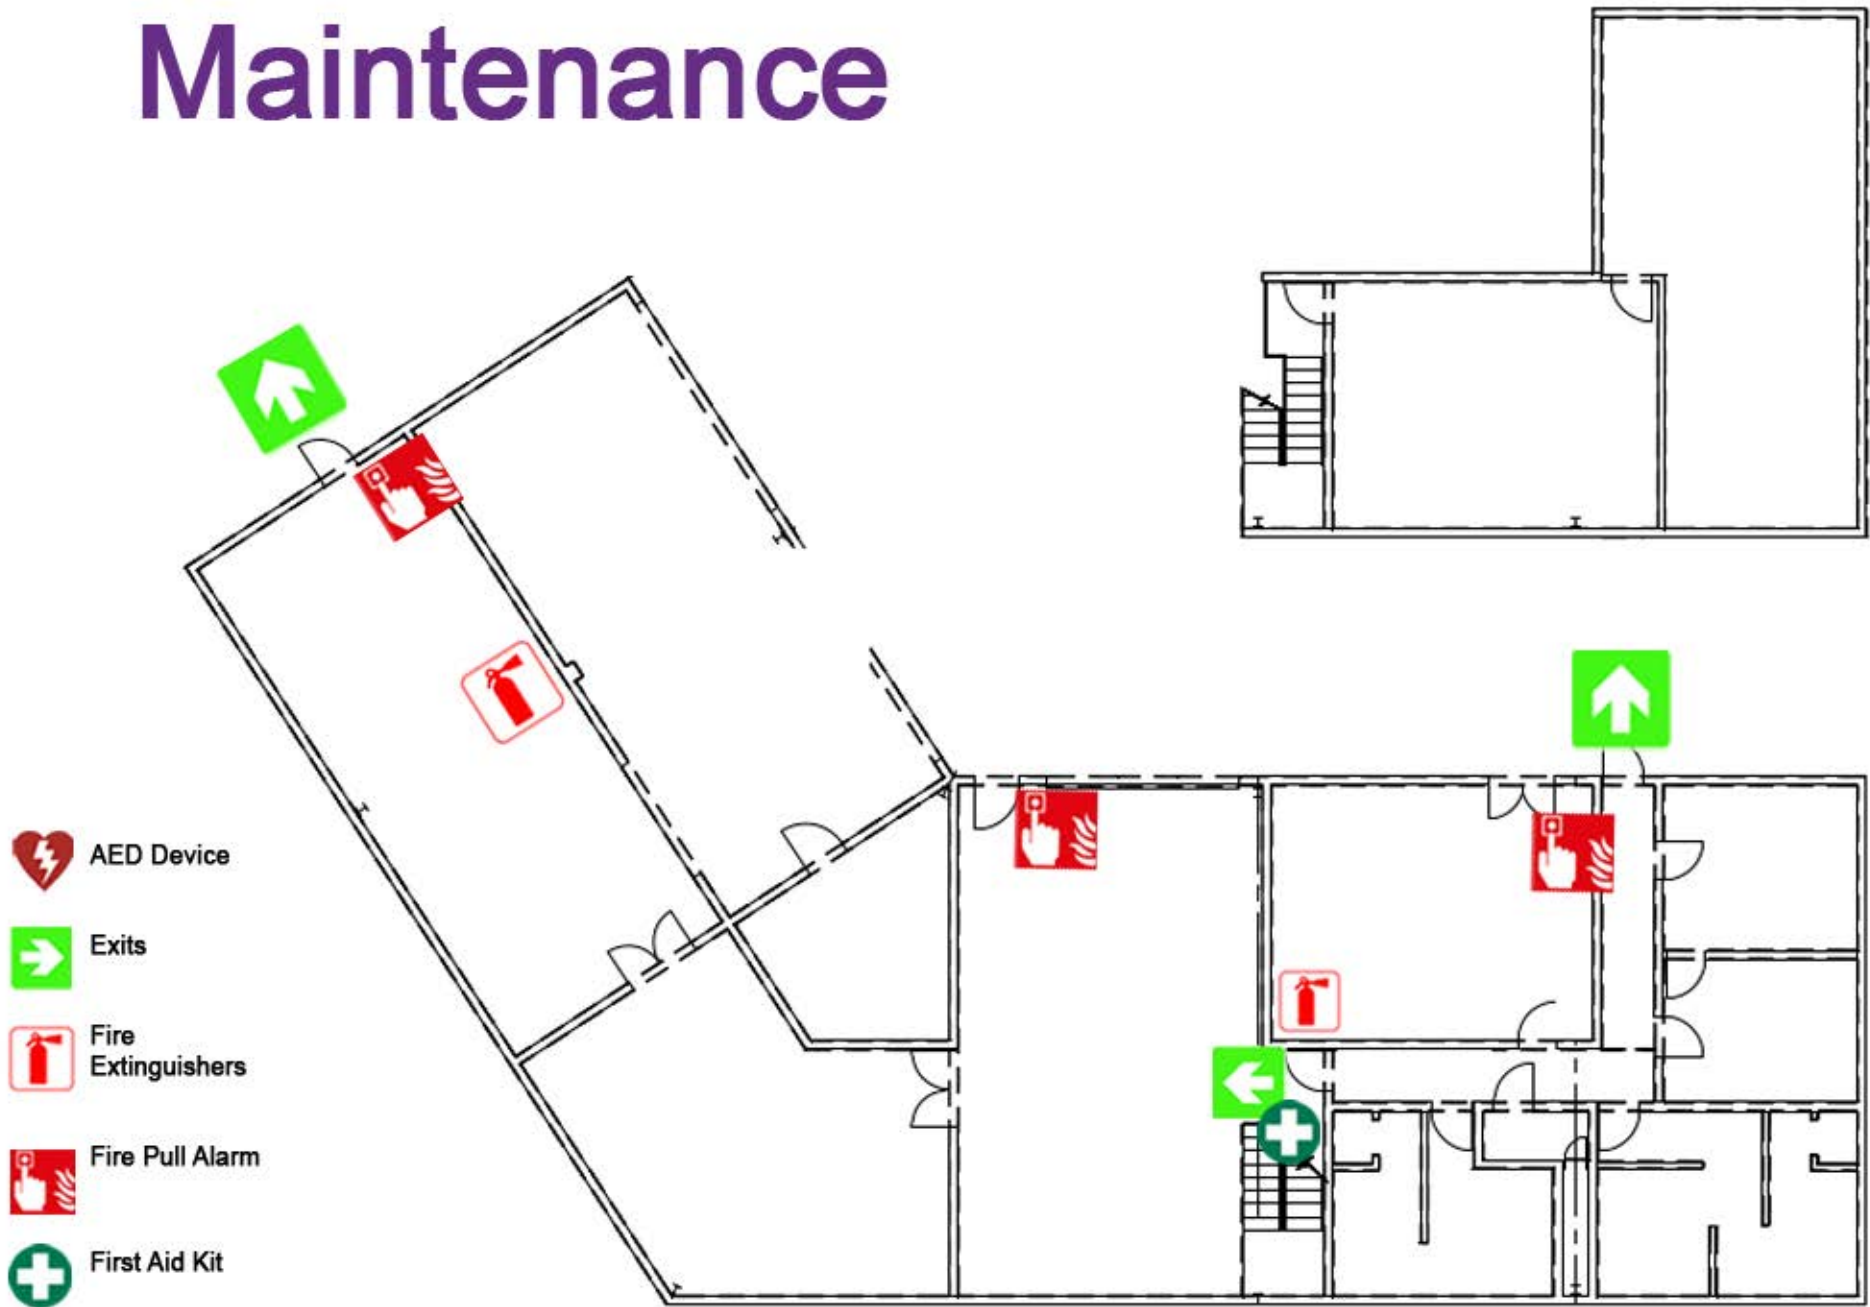 Maintenance
AED Device
Exits
Fire
Extinguishers
Fire Pull Alarm
First Aid Kit